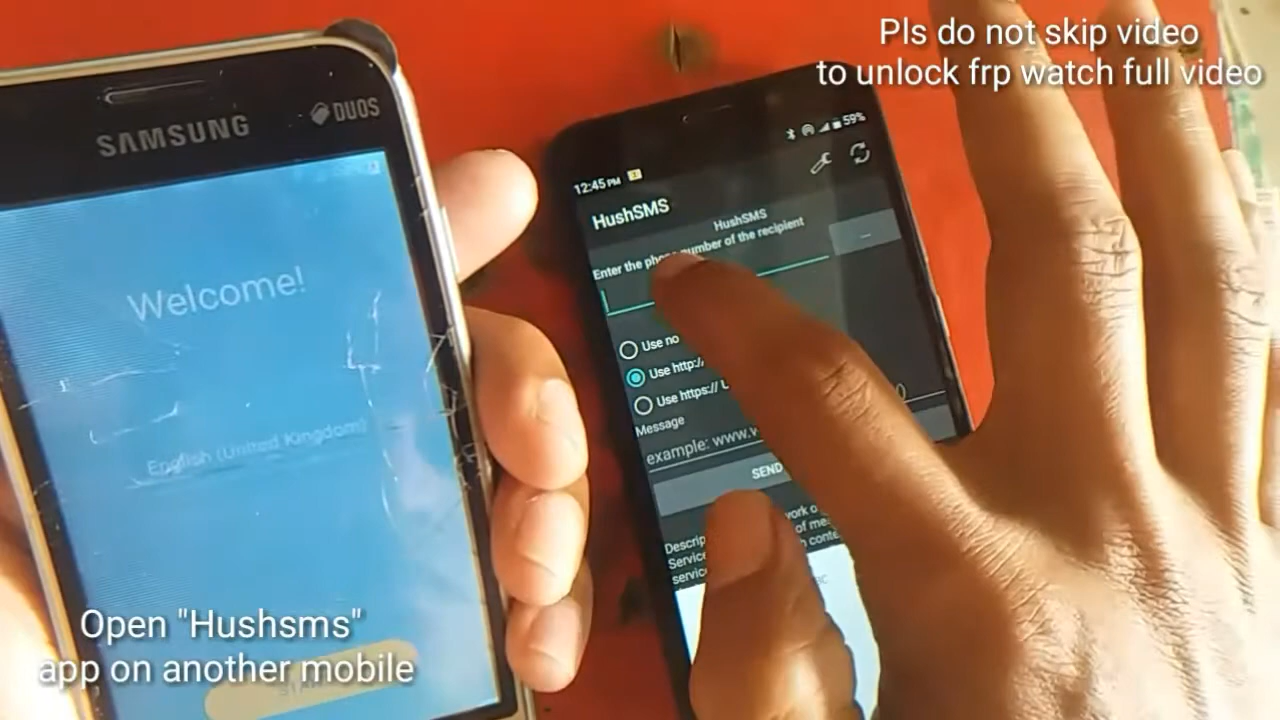 Pls do not skip video
to unlock frp watch full video
SAMSUNG DUOS
Welcome!
English (United Kingdom)
Open "Hushsms"
app on another mobile
59%
12:45PM
HushSMS
HushSMS
Enter the phone number of the recipient
...
Use no
Use http://
Use https://
Message
example: www.
SEND